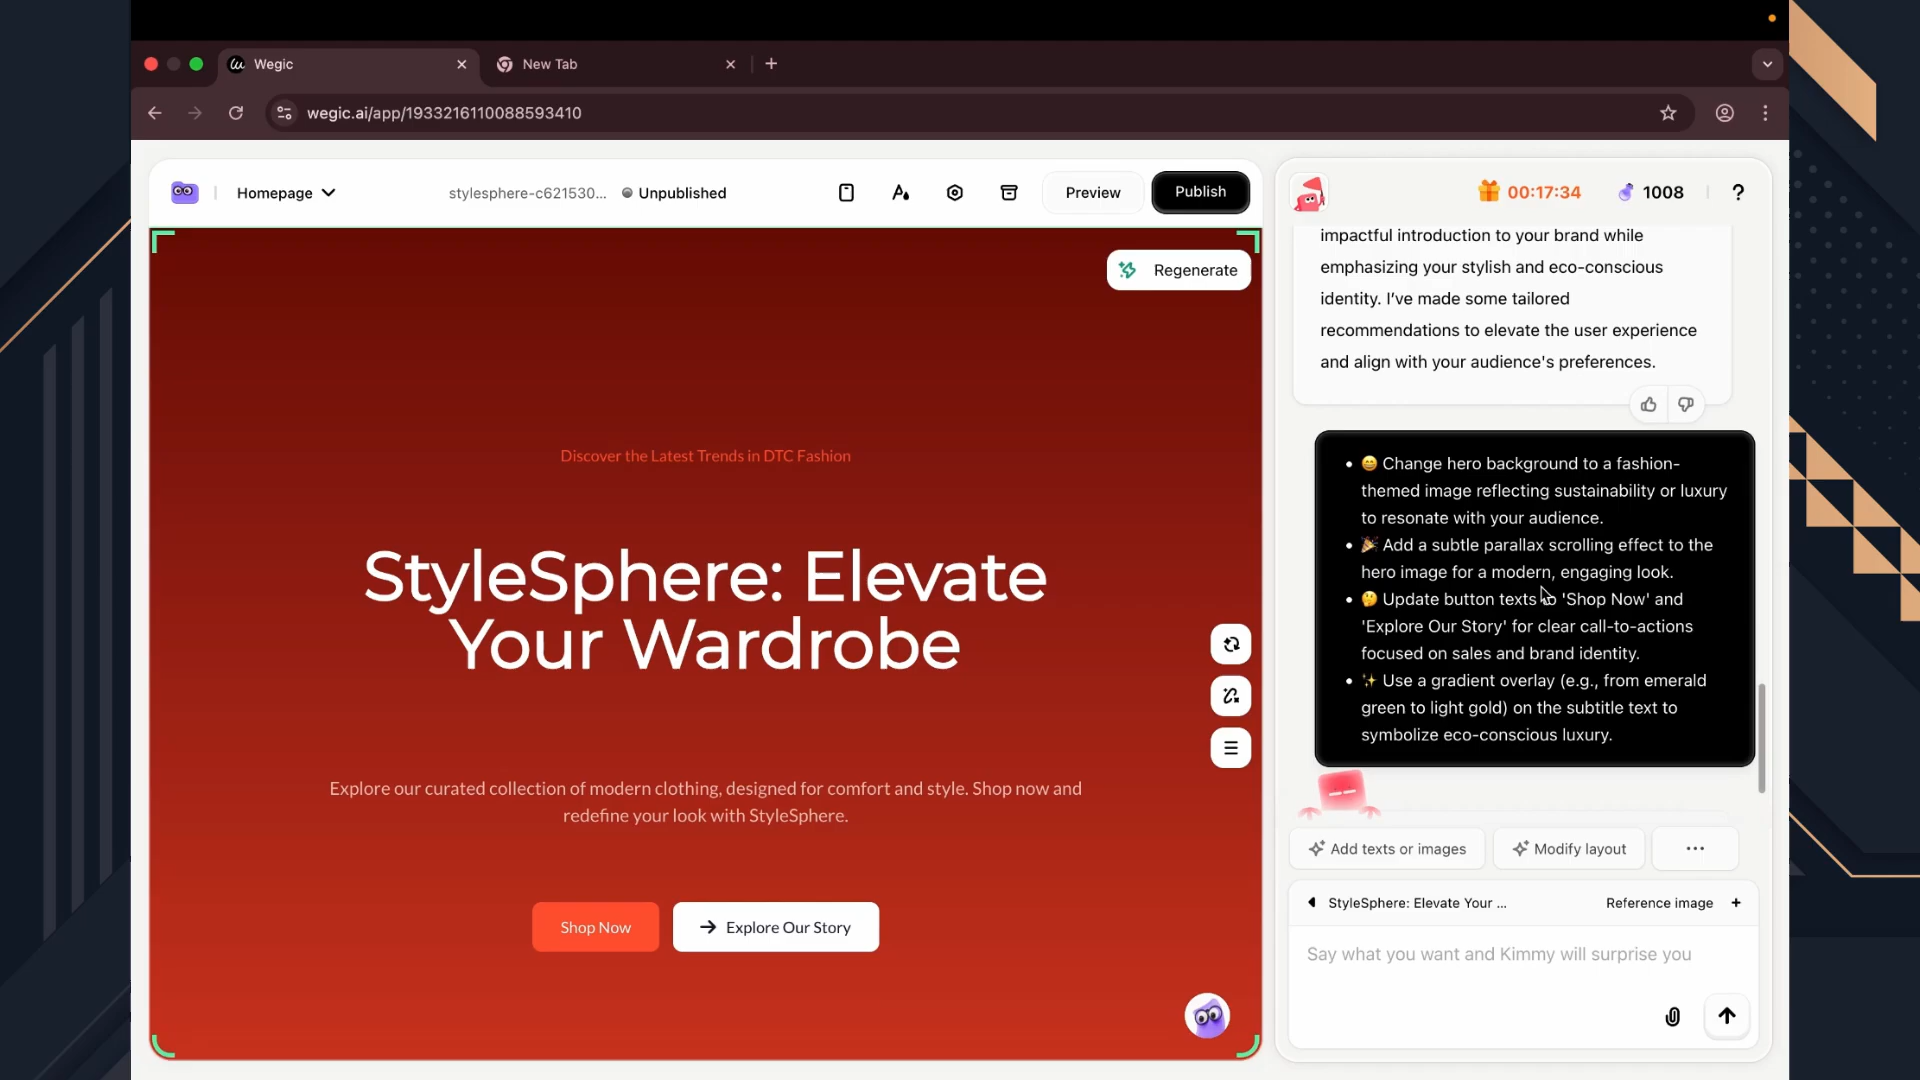 Wegic
New Tab
wegic.ai/app/1933216110088593410
Homepage
stylesphere-c621530...
Unpublished
Preview
Publish
Regenerate
Discover the Latest Trends in DTC Fashion
StyleSphere: Elevate
Your Wardrobe
Explore our curated collection of modern clothing, designed for comfort and style. Shop now and
redefine your look with StyleSphere.
Shop Now
→ Explore Our Story
00:17:34
1008
?
impactful introduction to your brand while
emphasizing your stylish and eco-conscious
identity. I've made some tailored
recommendations to elevate the user experience
and align with your audience's preferences.
• 😄 Change hero background to a fashion-
themed image reflecting sustainability or luxury
to resonate with your audience.
• 🎉 Add a subtle parallax scrolling effect to the
hero image for a modern, engaging look.
• 🤔 Update button texts to 'Shop Now' and
'Explore Our Story' for clear call-to-actions
focused on sales and brand identity.
• ✨ Use a gradient overlay (e.g., from emerald
green to light gold) on the subtitle text to
symbolize eco-conscious luxury.
Add texts or images
Modify layout
...
StyleSphere: Elevate Your ...
Reference image +
Say what you want and Kimmy will surprise you